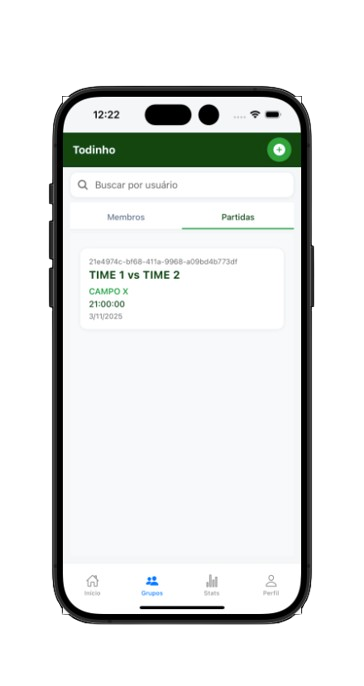 12:22
Todinho
Buscar por usuário
Membros
Partidas
21e4974c-bf68-411a-9968-a09bd4b773df
TIME 1 vs TIME 2
CAMPO X
21:00:00
3/11/2025
Início
Grupos
Stats
Perfil